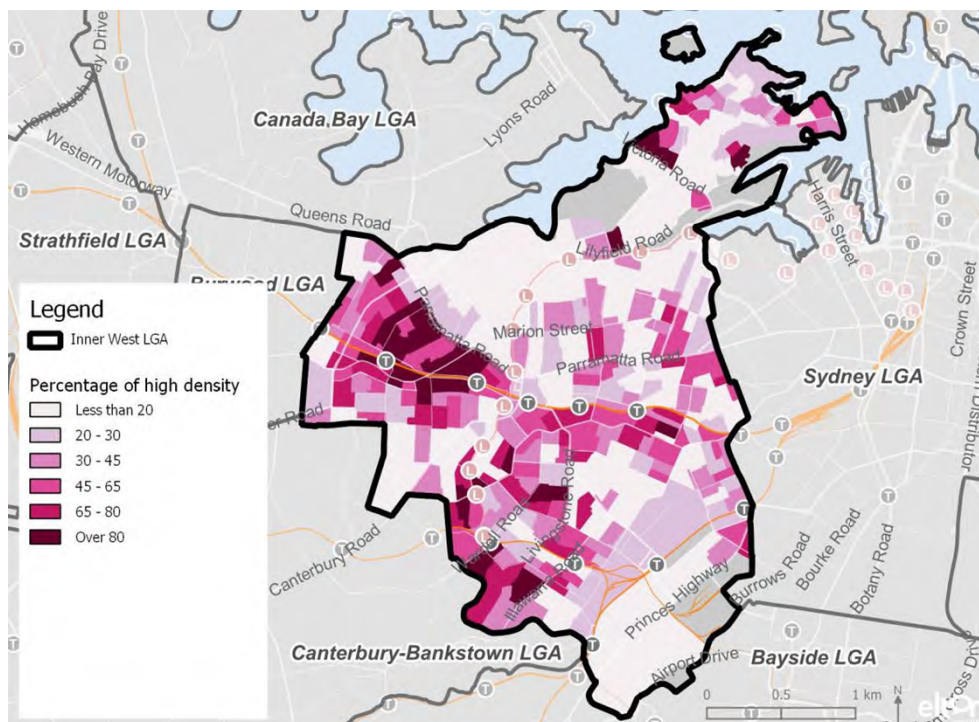 Homebush Bay Drive
Canada Bay LGA
Lyons Road
Victoria Road
Western Motorway
Queens Road
Harris Street
Strathfield LGA
Lilyfield Road
Burwood LGA
Crown Street
Legend
Inner West LGA
Parramatta Road
Marion Street
Parramatta Road
Percentage of high density
Sydney LGA
Less than 20
20 - 30
30 - 45
45 - 65
65 - 80
Over 80
T
L
Livingstone Road
Illawarra Road
Canterbury Road
Princes Highway
Burrows Road
Bourke Road
Botany Road
Canterbury-Bankstown LGA
Airport Drive
Bayside LGA
0 0.5 1 km
N